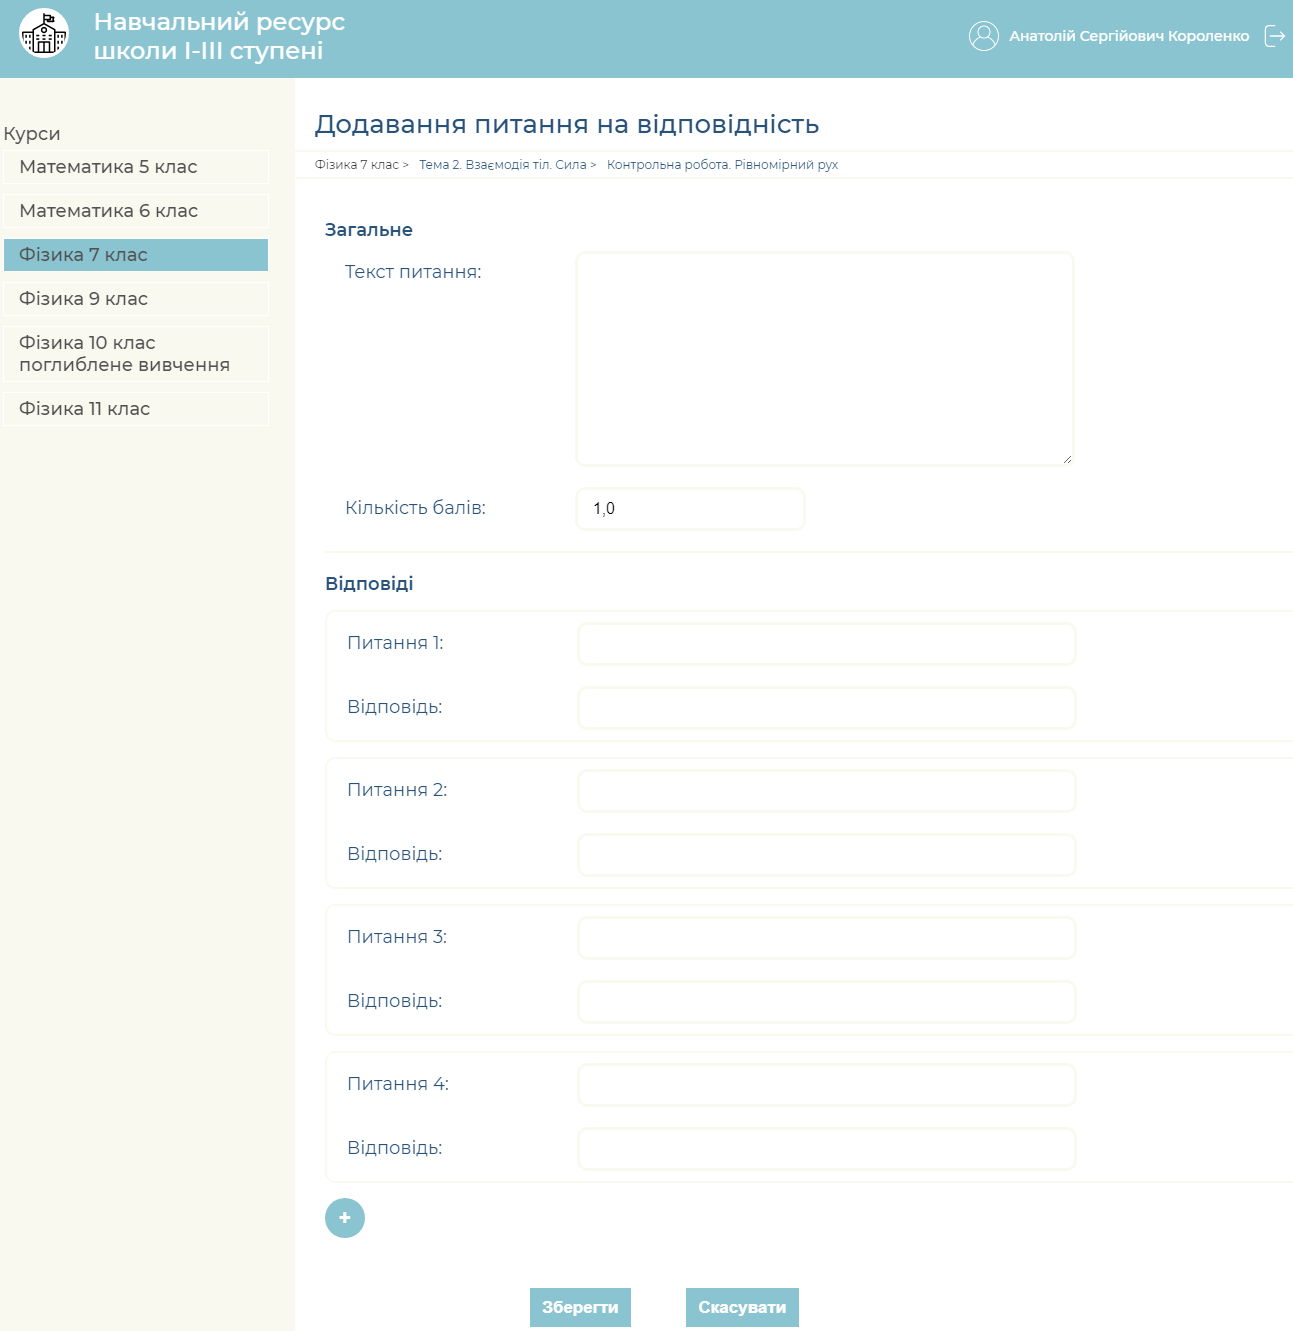 Навчальний ресурс
школи І-ІІІ ступені
Анатолій Сергійович Короленко
Курси
Математика 5 клас
Математика 6 клас
Фізика 7 клас
Фізика 9 клас
Фізика 10 клас
поглиблене вивчення
Фізика 11 клас
Додавання питання на відповідність
Фізика 7 клас > Тема 2. Взаємодія тіл. Сила > Контрольна робота. Рівномірний рух
Загальне
Текст питання:
Кількість балів: 1,0
Відповіді
Питання 1:
Відповідь:
Питання 2:
Відповідь:
Питання 3:
Відповідь:
Питання 4:
Відповідь:
+
Зберегти Скасувати